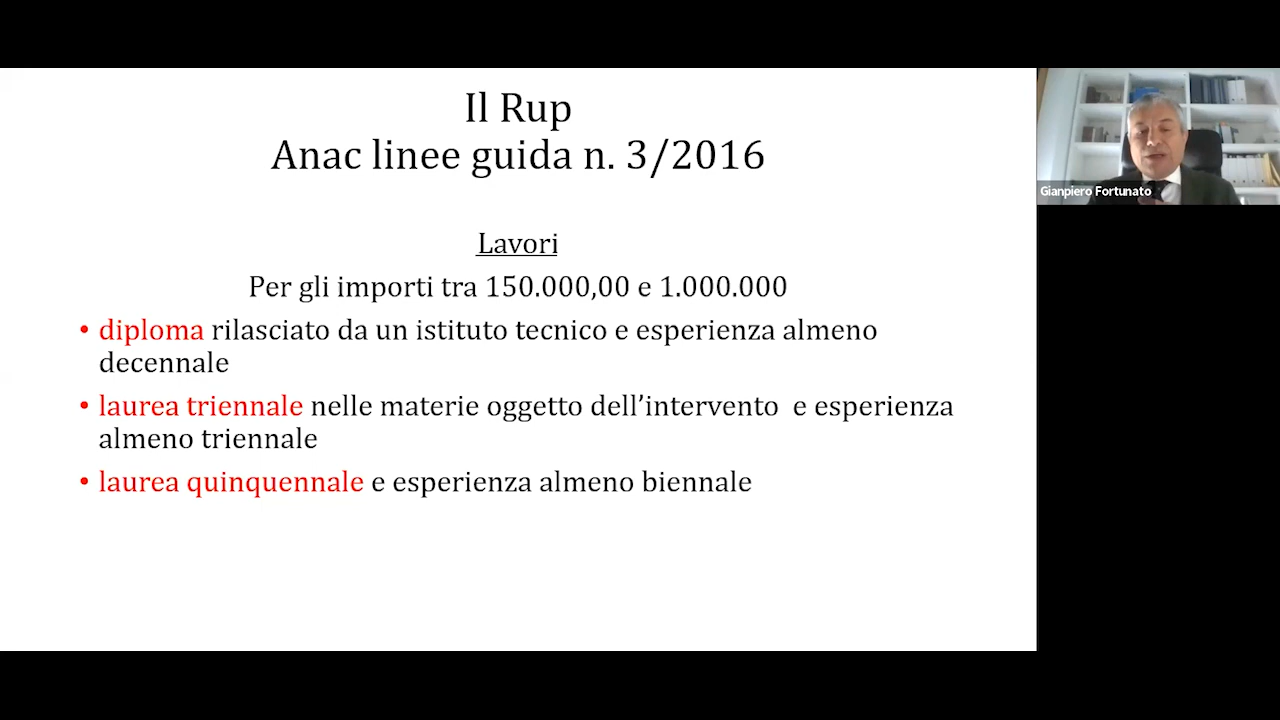 Il Rup
Anac linee guida n. 3/2016
Lavori
Per gli importi tra 150.000,00 e 1.000.000
• diploma rilasciato da un istituto tecnico e esperienza almeno
decennale
• laurea triennale nelle materie oggetto dell’intervento  e esperienza
almeno triennale
• laurea quinquennale e esperienza almeno biennale
Gianpiero Fortunato